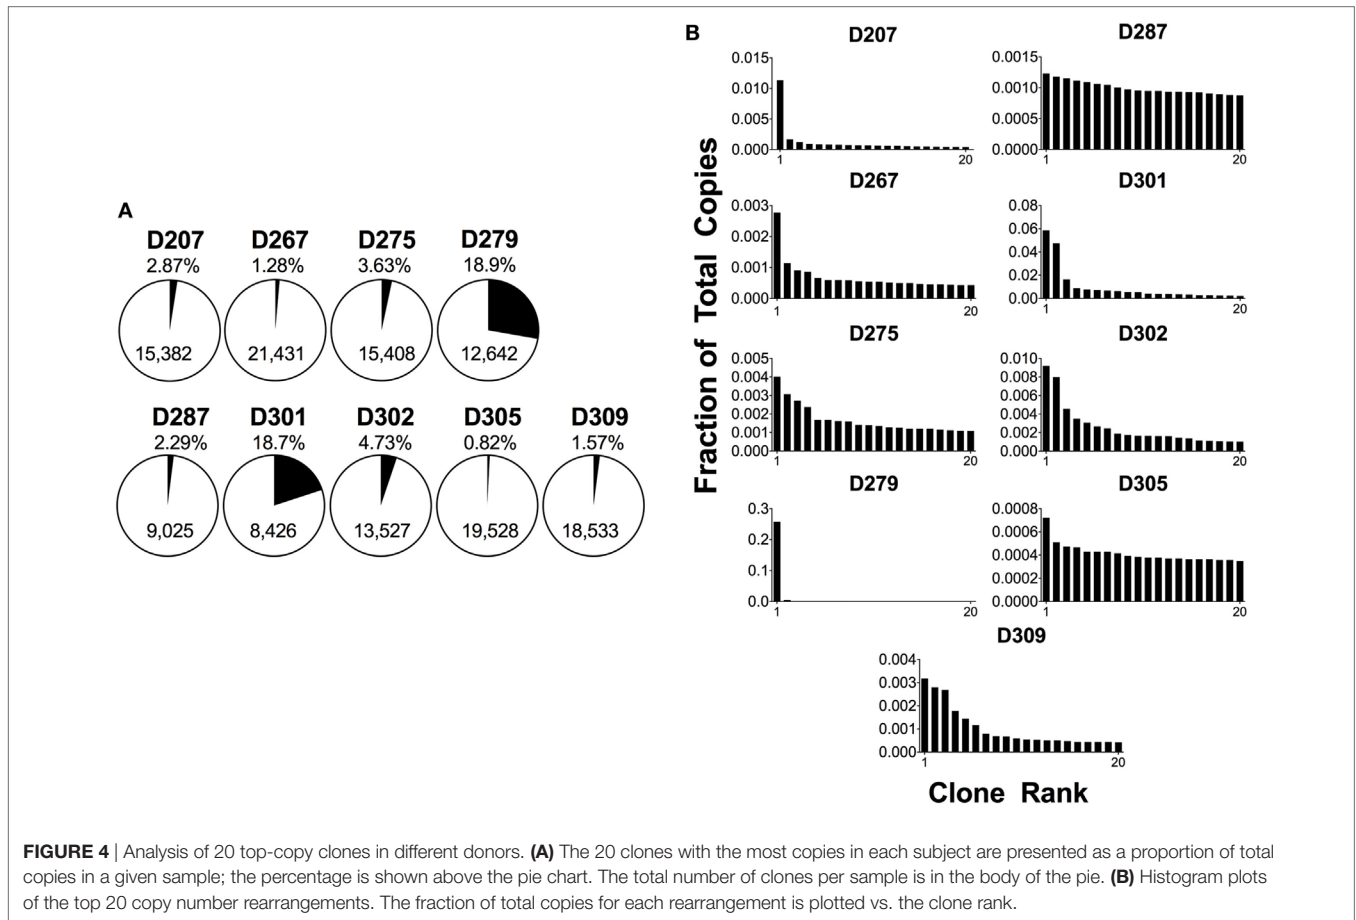 A
D207 D267 D275 D279
2.87% 1.28% 3.63% 18.9%
15,382 21,431 15,408 12,642
D287 D301 D302 D305 D309
2.29% 18.7% 4.73% 0.82% 1.57%
9,025 8,426 13,527 19,528 18,533
B
Fraction of Total Copies
D207
0.015
0.010
0.005
0.000
1 20
D287
0.0015
0.0010
0.0005
0.0000
1 20
D267
0.003
0.002
0.001
0.000
1 20
D301
0.08
0.06
0.04
0.02
0.00
1 20
D275
0.005
0.004
0.003
0.002
0.001
0.000
1 20
D302
0.010
0.008
0.006
0.004
0.002
0.000
1 20
D279
0.3
0.2
0.1
0.0
1 20
D305
0.0008
0.0006
0.0004
0.0002
0.0000
1 20
D309
0.004
0.003
0.002
0.001
0.000
1 20
Clone Rank
FIGURE 4 | Analysis of 20 top-copy clones in different donors. (A) The 20 clones with the most copies in each subject are presented as a proportion of total
copies in a given sample; the percentage is shown above the pie chart. The total number of clones per sample is in the body of the pie. (B) Histogram plots
of the top 20 copy number rearrangements. The fraction of total copies for each rearrangement is plotted vs. the clone rank.